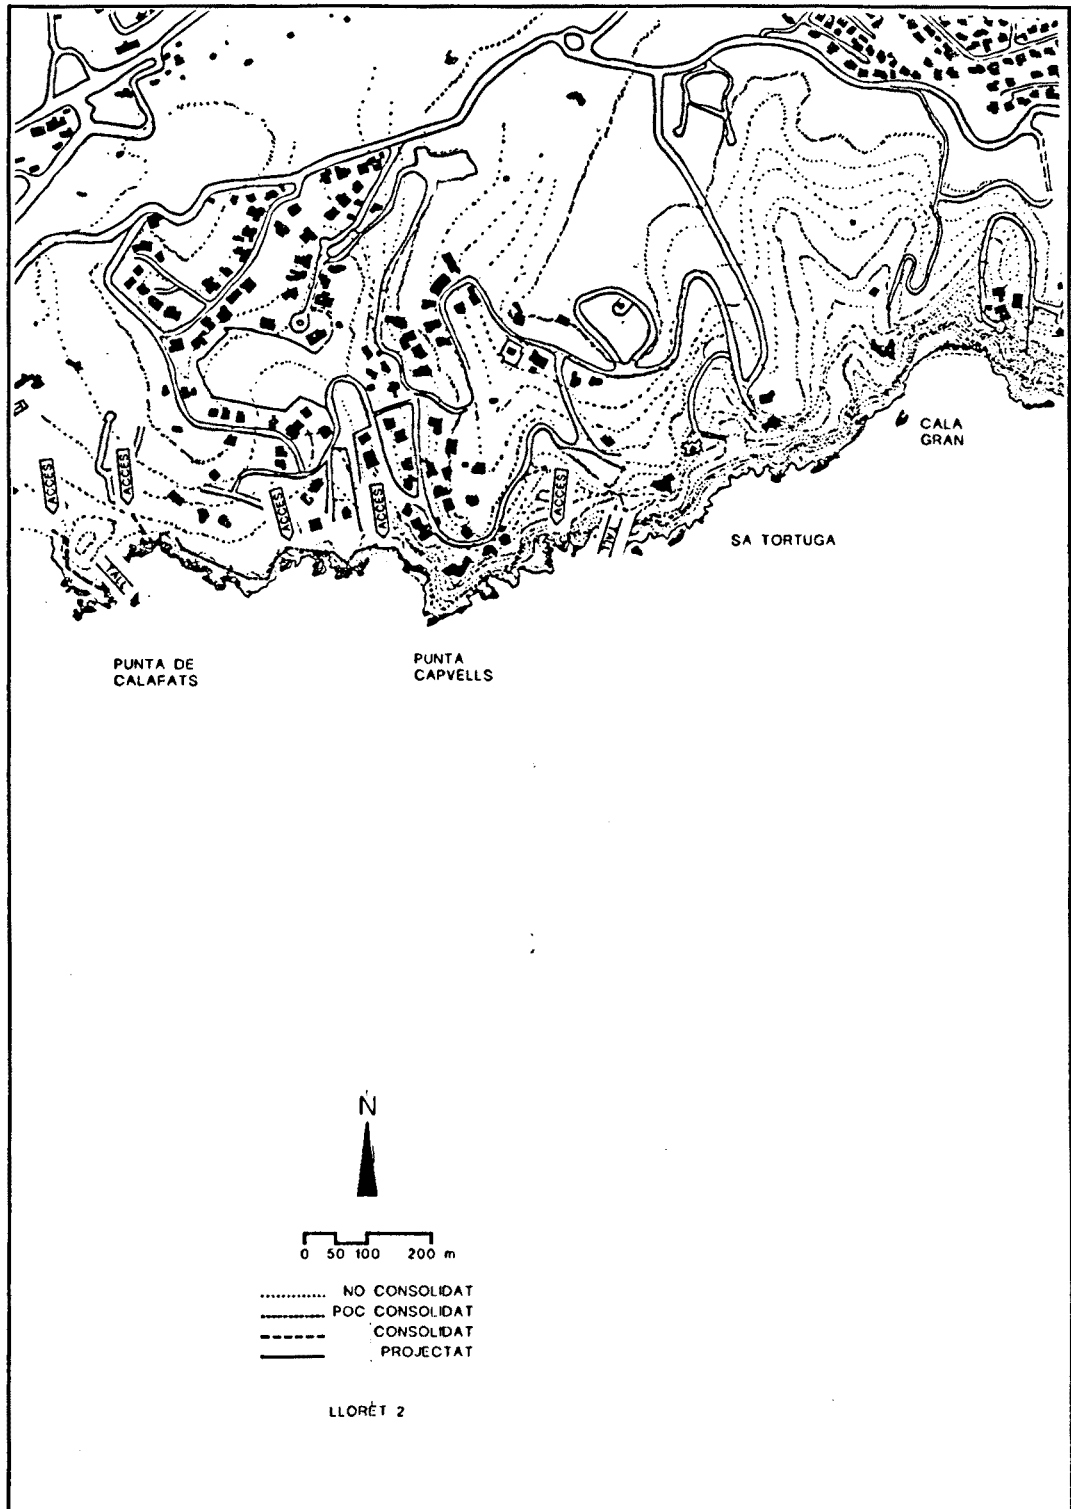 CALA
GRAN
ACCES
ACCES
ACCES
ACCES
ACCES
TALL
SA TORTUGA
TALL
PUNTA DE
CALAFATS
PUNTA
CAPVELLS
N
0 50 100 200 m
NO CONSOLIDAT
POC CONSOLIDAT
CONSOLIDAT
PROJECTAT
LLORET 2